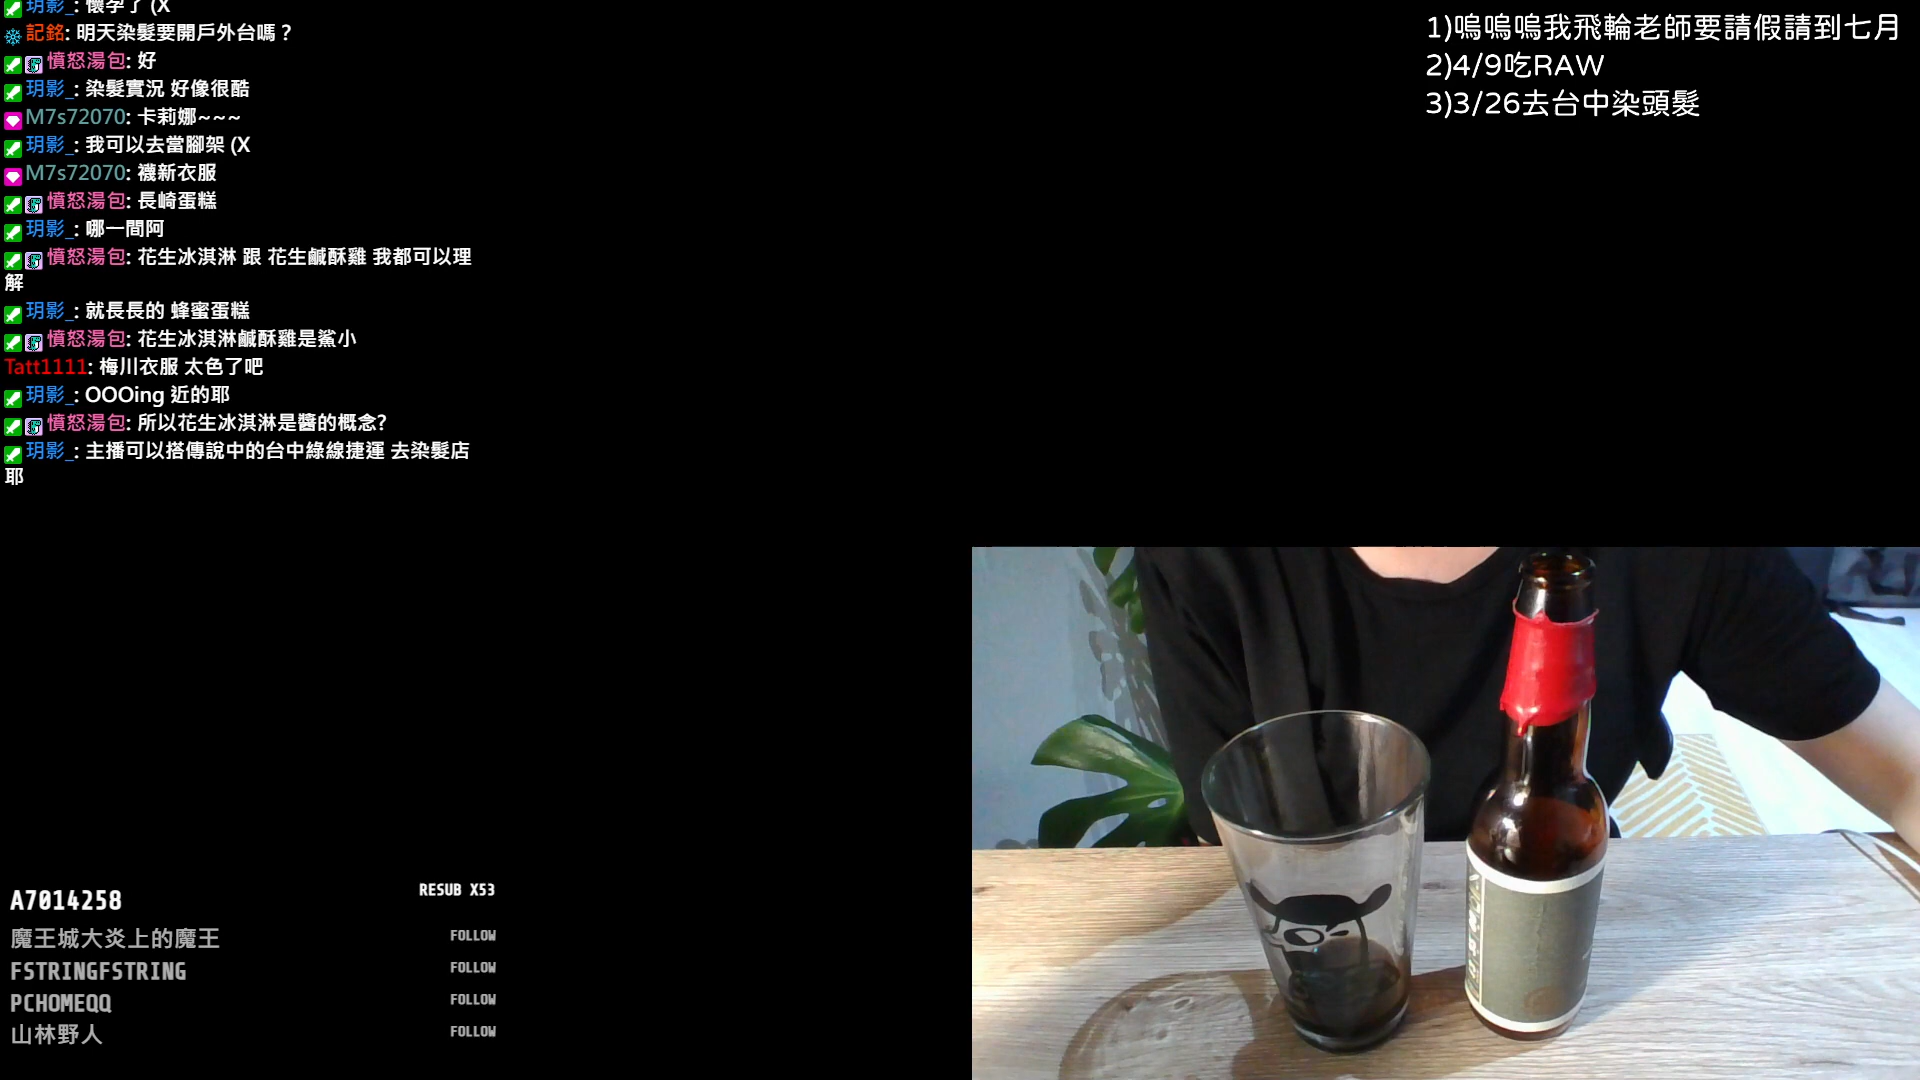 玥影_: 懷孕了 (X
記銘: 明天染髮要開戶外台嗎？
憤怒湯包: 好
玥影_: 染髮實況 好像很酷
M7s72070: 卡莉娜~~~
玥影_: 我可以去當腳架 (X
M7s72070: 襪新衣服
憤怒湯包: 長崎蛋糕
玥影_: 哪一間阿
憤怒湯包: 花生冰淇淋 跟 花生鹹酥雞 我都可以理
解
玥影_: 就長長的 蜂蜜蛋糕
憤怒湯包: 花生冰淇淋鹹酥雞是鯊小
Tatt1111: 梅川衣服 太色了吧
玥影_: OOOing 近的耶
憤怒湯包: 所以花生冰淇淋是醬的概念?
玥影_: 主播可以搭傳說中的台中綠線捷運 去染髮店
耶
1)嗚嗚嗚我飛輪老師要請假請到七月
2)4/9吃RAW
3)3/26去台中染頭髮
A7014258 RESUB X53
魔王城大炎上的魔王 FOLLOW
FSTRINGFSTRING FOLLOW
PCHOMEQQ FOLLOW
山林野人 FOLLOW